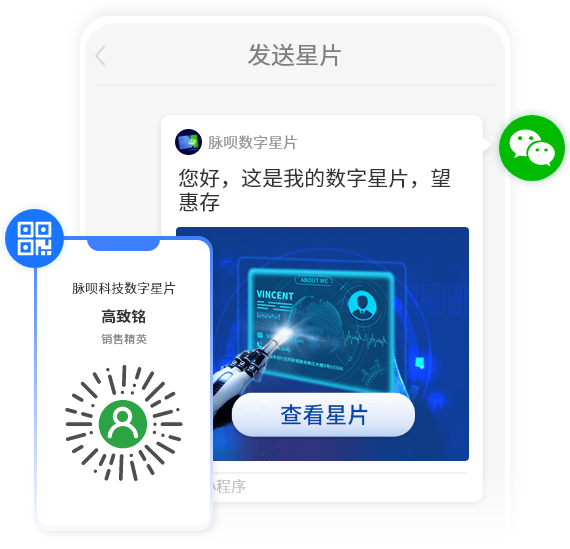 发送星片
脉呗数字星片
您好，这是我的数字星片，望
惠存
ABOUT ME
VINCENT
查看星片
小程序
脉呗科技数字星片
高致铭
销售精英